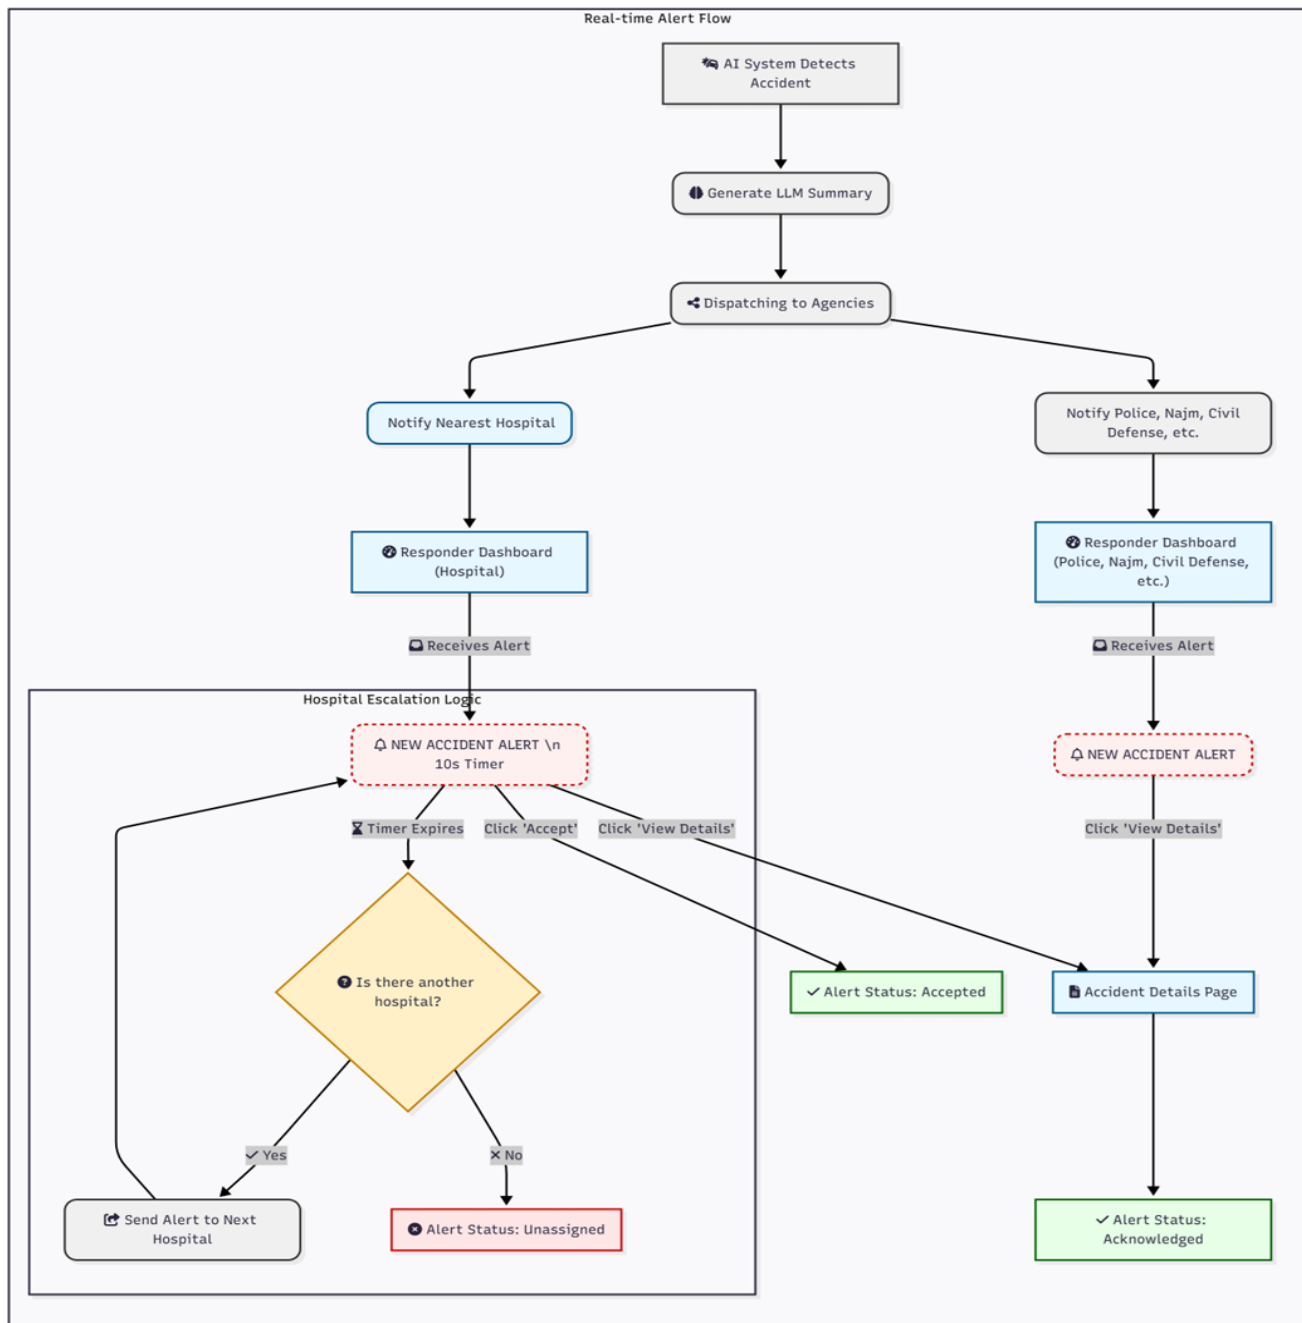 Real-time Alert Flow
AI System Detects
Accident
Generate LLM Summary
Dispatching to Agencies
Notify Nearest Hospital
Notify Police, Najm, Civil
Defense, etc.
Responder Dashboard
(Hospital)
Responder Dashboard
(Police, Najm, Civil Defense,
etc.)
Receives Alert
Receives Alert
Hospital Escalation Logic
NEW ACCIDENT ALERT \n
10s Timer
NEW ACCIDENT ALERT
Timer Expires
Click 'Accept'
Click 'View Details'
Click 'View Details'
Is there another
hospital?
Alert Status: Accepted
Accident Details Page
Yes
No
Send Alert to Next
Hospital
Alert Status: Unassigned
Alert Status:
Acknowledged